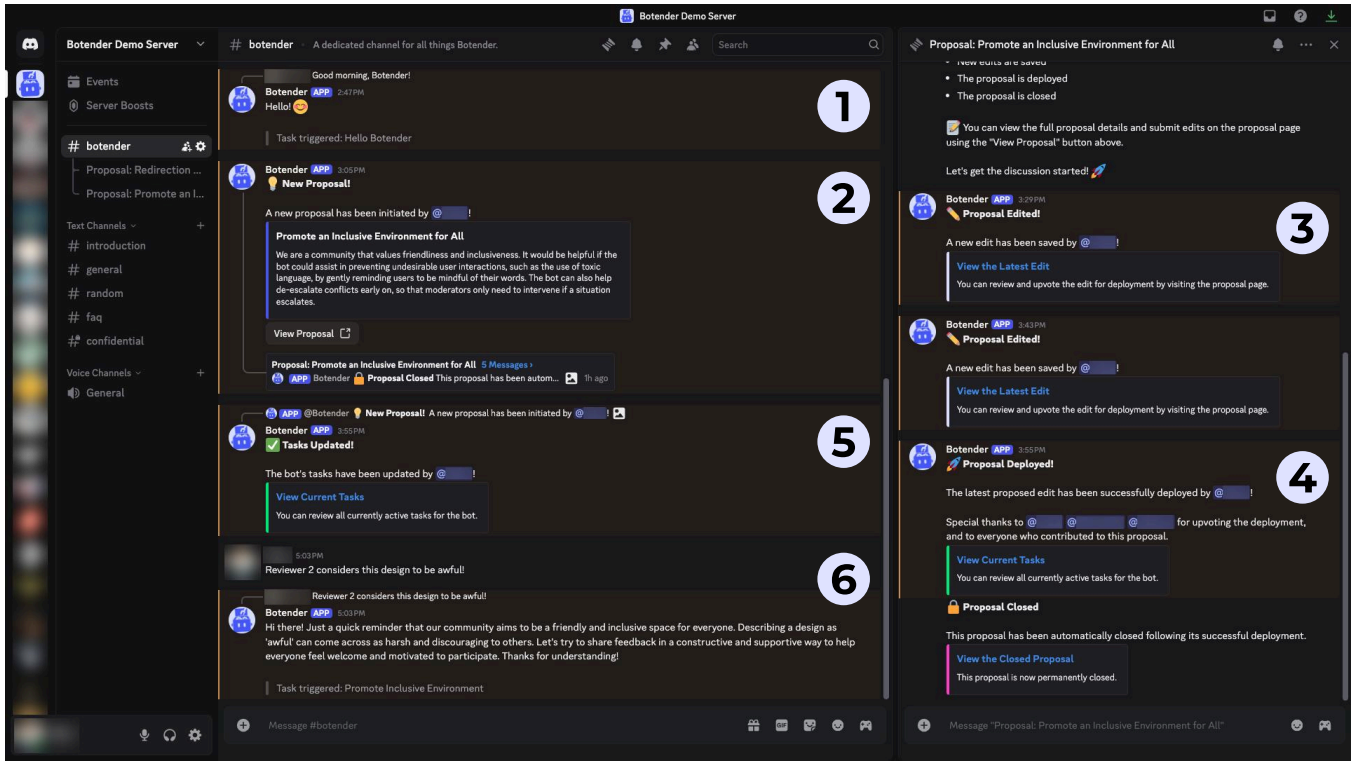 Botender Demo Server
Botender Demo Server
Events
Server Boosts
# botender
Proposal: Redirection ...
Proposal: Promote an I...
Text Channels
# introduction
# general
# random
# faq
# confidential
Voice Channels
General
# botender
A dedicated channel for all things Botender.
Search
Good morning, Botender!
Botender APP 2:47PM
Hello! 😊
Task triggered: Hello Botender
1
Botender APP 3:05PM
💡 New Proposal!
A new proposal has been initiated by @ !
Promote an Inclusive Environment for All
We are a community that values friendliness and inclusiveness. It would be helpful if the
bot could assist in preventing undesirable user interactions, such as the use of toxic
language, by gently reminding users to be mindful of their words. The bot can also help
de-escalate conflicts early on, so that moderators only need to intervene if a situation
escalates.
View Proposal
Proposal: Promote an Inclusive Environment for All 5 Messages ›
APP Botender 🔒 Proposal Closed This proposal has been autom... 1h ago
2
APP @Botender 💡 New Proposal! A new proposal has been initiated by @ !
Botender APP 3:55PM
✅ Tasks Updated!
The bot's tasks have been updated by @ !
View Current Tasks
You can review all currently active tasks for the bot.
5
5:03PM
Reviewer 2 considers this design to be awful!
6
Reviewer 2 considers this design to be awful!
Botender APP 5:03PM
Hi there! Just a quick reminder that our community aims to be a friendly and inclusive space for everyone. Describing a design as
'awful' can come across as harsh and discouraging to others. Let's try to share feedback in a constructive and supportive way to help
everyone feel welcome and motivated to participate. Thanks for understanding!
Task triggered: Promote Inclusive Environment
Message #botender
GIF
Proposal: Promote an Inclusive Environment for All
• New edits are saved
• The proposal is deployed
• The proposal is closed
📝 You can view the full proposal details and submit edits on the proposal page
using the "View Proposal" button above.
Let's get the discussion started! 🚀
Botender APP 3:29PM
✏️ Proposal Edited!
A new edit has been saved by @ !
View the Latest Edit
You can review and upvote the edit for deployment by visiting the proposal page.
3
Botender APP 3:43PM
✏️ Proposal Edited!
A new edit has been saved by @ !
View the Latest Edit
You can review and upvote the edit for deployment by visiting the proposal page.
Botender APP 3:55PM
🚀 Proposal Deployed!
The latest proposed edit has been successfully deployed by @ !
Special thanks to @ @ @ for upvoting the deployment,
and to everyone who contributed to this proposal.
View Current Tasks
You can review all currently active tasks for the bot.
4
🔒 Proposal Closed
This proposal has been automatically closed following its successful deployment.
View the Closed Proposal
This proposal is now permanently closed.
Message "Proposal: Promote an Inclusive Environment for All"